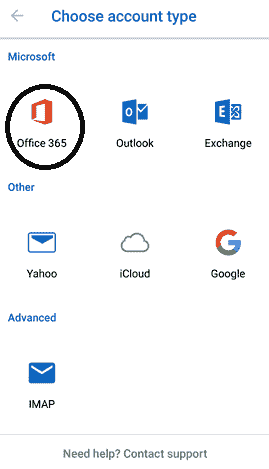 Choose account type
Microsoft
Office 365
Outlook
Exchange
Other
Yahoo
iCloud
Google
Advanced
IMAP
Need help? Contact support